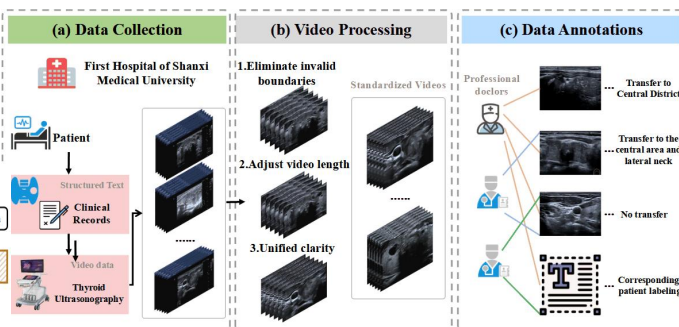 (a) Data Collection
First Hospital of Shanxi
Medical University
Patient
Structured Text
Clinical
Records
Video data
Thyroid
Ultrasonography
......
(b) Video Processing
1.Eliminate invalid
boundaries
2.Adjust video length
3.Unified clarity
Standardized Videos
......
(c) Data Annotations
Professional
doclors
... Transfer to
Central District
... Transfer to the
central area and
lateral neck
... No transfer
T
... Corresponding
patient labeling